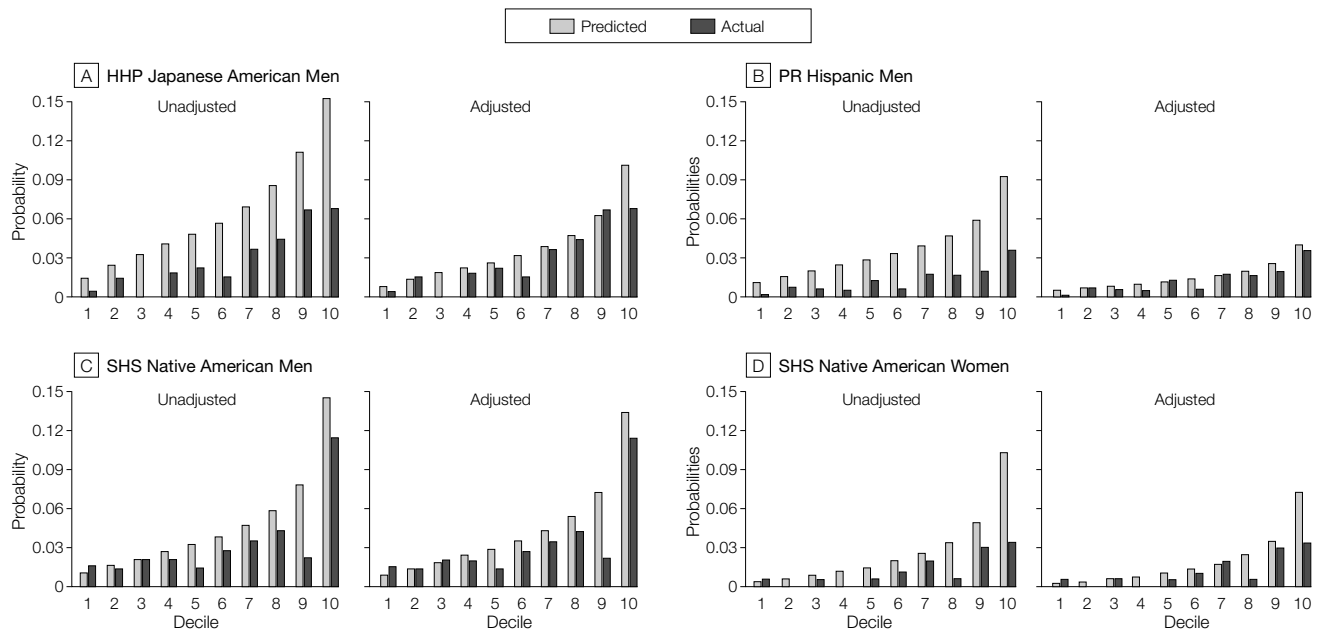 Predicted Actual
A HHP Japanese American Men
Unadjusted Adjusted
Probability
0.15
0.12
0.09
0.06
0.03
0
1 2 3 4 5 6 7 8 9 10 1 2 3 4 5 6 7 8 9 10
B PR Hispanic Men
Unadjusted Adjusted
Probabilities
0.15
0.12
0.09
0.06
0.03
0
1 2 3 4 5 6 7 8 9 10 1 2 3 4 5 6 7 8 9 10
C SHS Native American Men
Unadjusted Adjusted
Probability
0.15
0.12
0.09
0.06
0.03
0
1 2 3 4 5 6 7 8 9 10 1 2 3 4 5 6 7 8 9 10
Decile Decile
D SHS Native American Women
Unadjusted Adjusted
Probabilities
0.15
0.12
0.09
0.06
0.03
0
1 2 3 4 5 6 7 8 9 10 1 2 3 4 5 6 7 8 9 10
Decile Decile